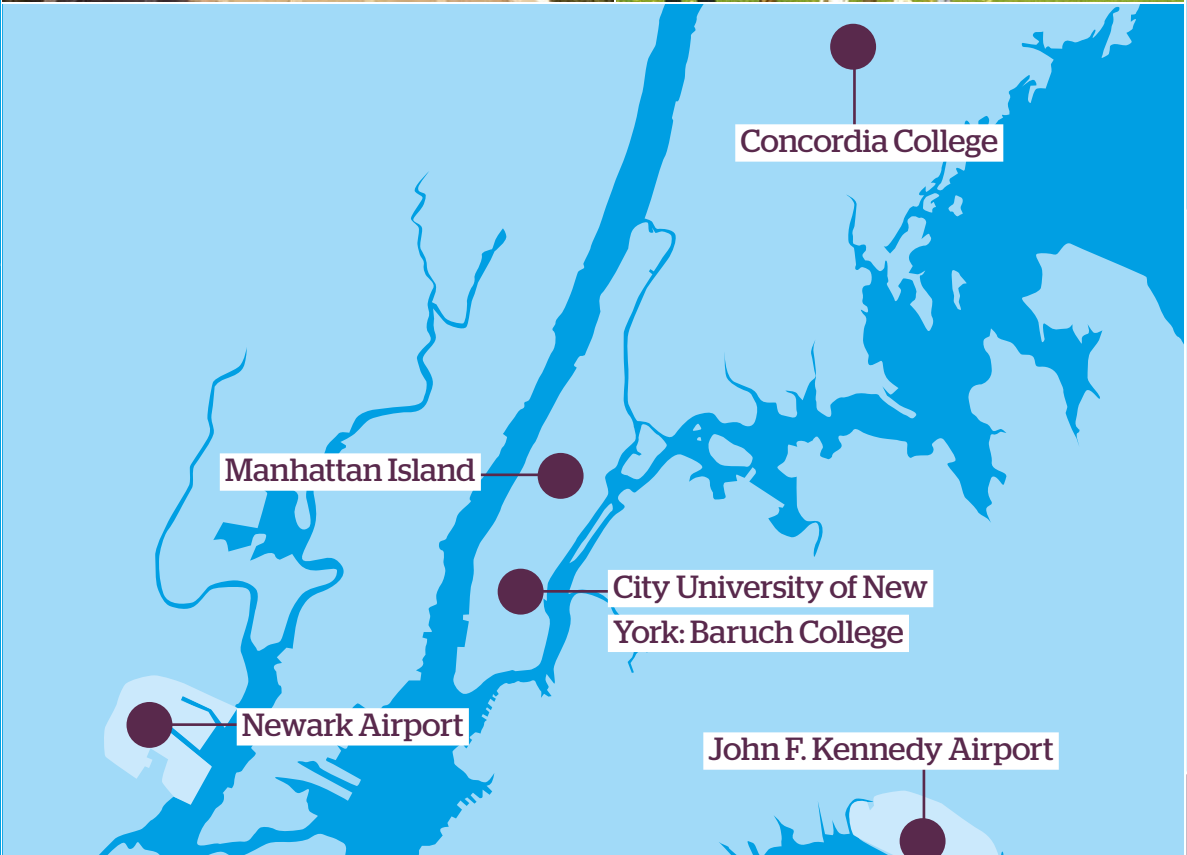 Concordia College
Manhattan Island
City University of New
York: Baruch College
Newark Airport
John F. Kennedy Airport